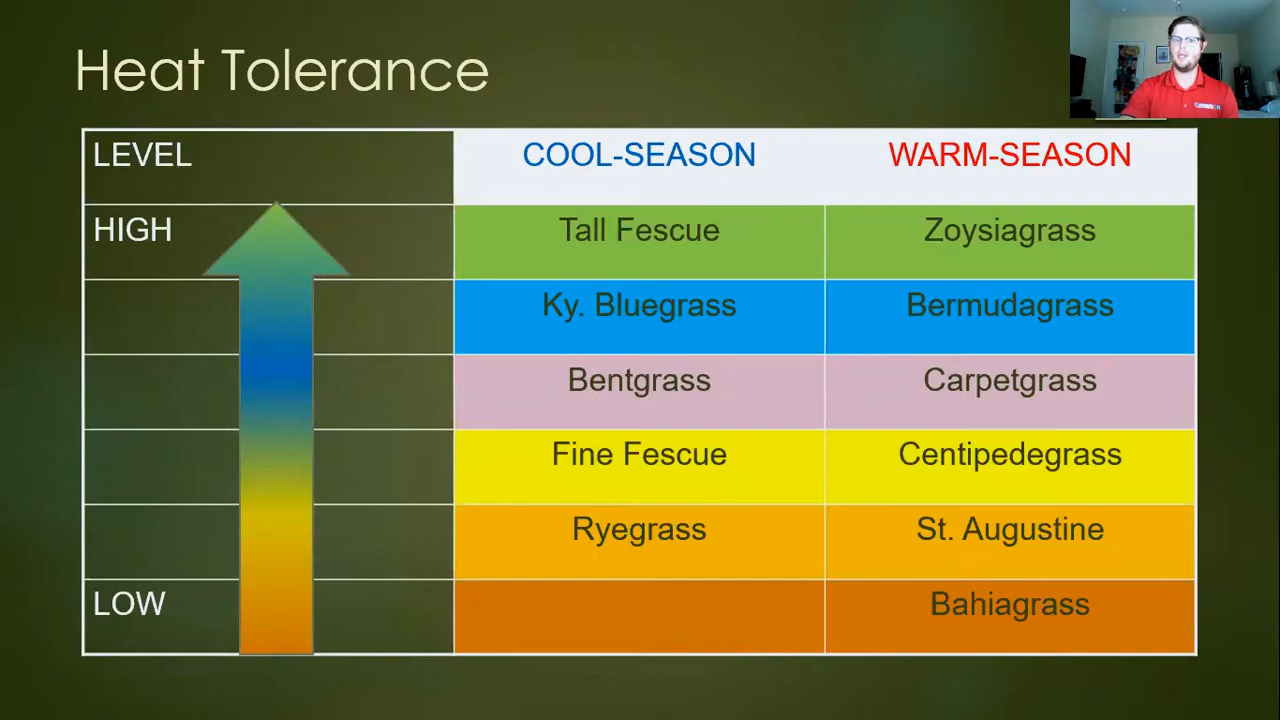 Heat Tolerance
LEVEL COOL-SEASON WARM-SEASON
HIGH Tall Fescue Zoysiagrass
Ky. Bluegrass Bermudagrass
Bentgrass Carpetgrass
Fine Fescue Centipedegrass
Ryegrass St. Augustine
LOW Bahiagrass